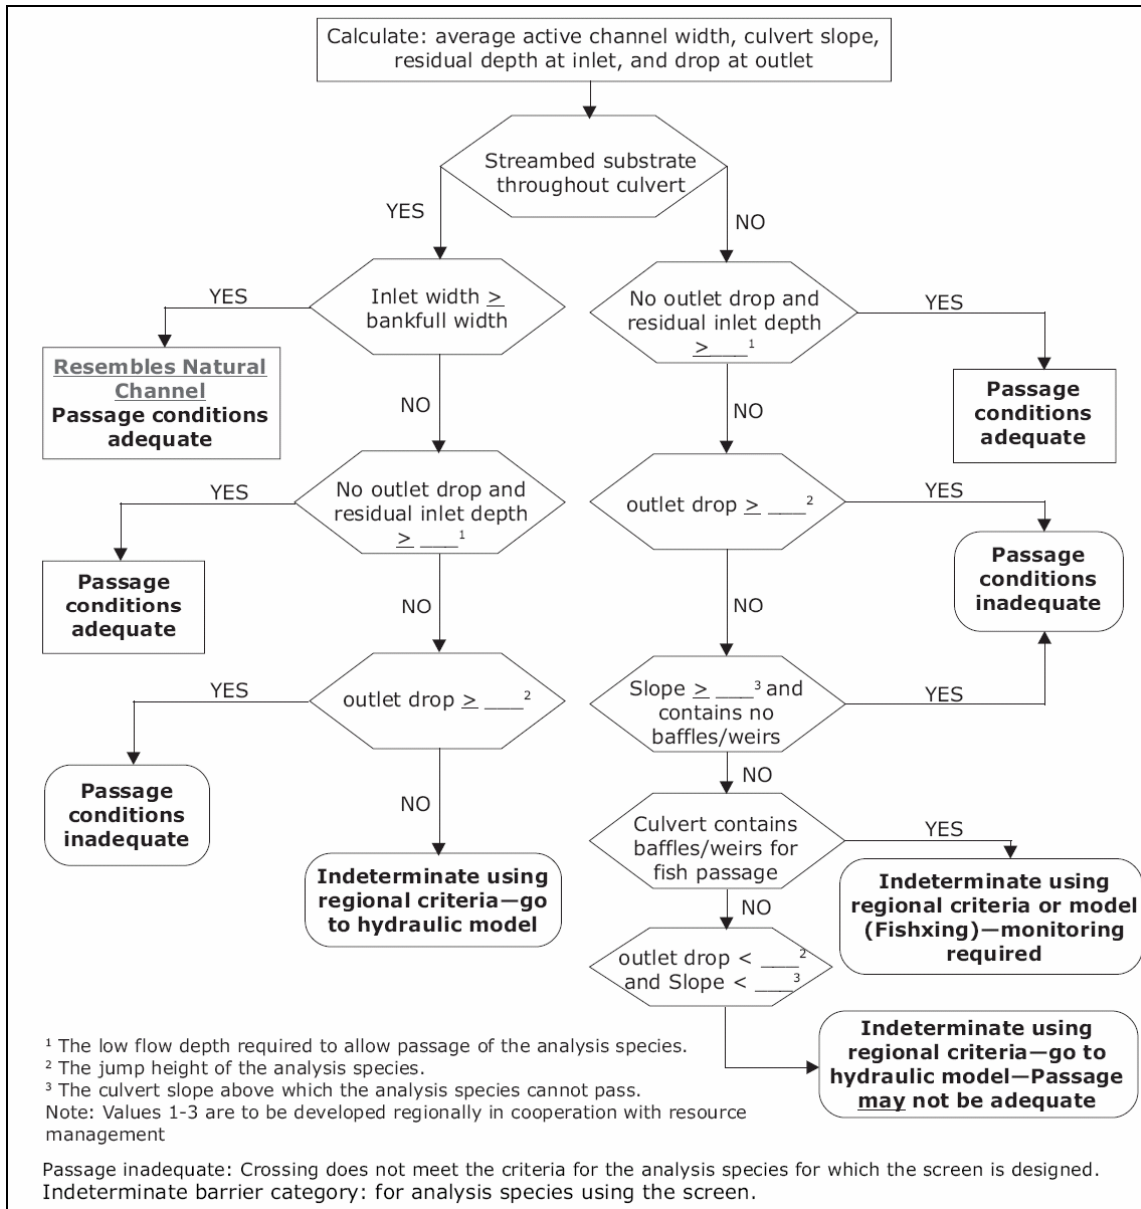 Calculate: average active channel width, culvert slope,
residual depth at inlet, and drop at outlet
Streambed substrate
throughout culvert
YES
NO
YES
Inlet width ≥
bankfull width
No outlet drop and
residual inlet depth
≥___¹
YES
Resembles Natural
Channel
Passage conditions
adequate
NO
NO
Passage
conditions
adequate
YES
No outlet drop and
residual inlet depth
≥ ___¹
outlet drop ≥ ___²
YES
Passage
conditions
adequate
NO
NO
Passage
conditions
inadequate
YES
outlet drop ≥ ___²
Slope ≥ ___³ and
contains no
baffles/weirs
YES
Passage
conditions
inadequate
NO
NO
Culvert contains
baffles/weirs for
fish passage
YES
Indeterminate using
regional criteria—go
to hydraulic model
Indeterminate using
regional criteria or model
(Fishxing)—monitoring
required
NO
outlet drop < ___²
and Slope < ___³
Indeterminate using
regional criteria—go to
hydraulic model—Passage
may not be adequate
¹ The low flow depth required to allow passage of the analysis species.
² The jump height of the analysis species.
³ The culvert slope above which the analysis species cannot pass.
Note: Values 1-3 are to be developed regionally in cooperation with resource
management
Passage inadequate: Crossing does not meet the criteria for the analysis species for which the screen is designed.
Indeterminate barrier category: for analysis species using the screen.